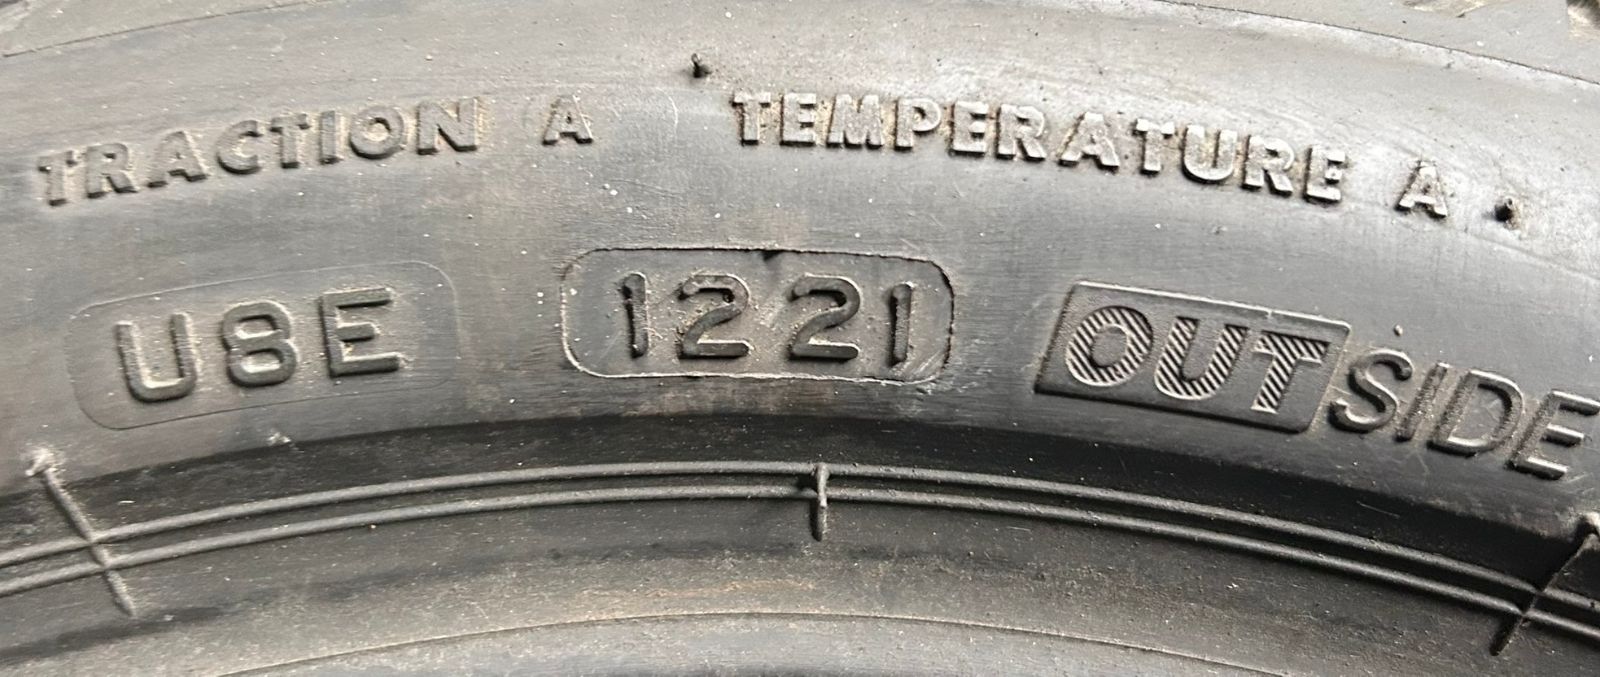 TRACTION A TEMPERATURE A
U8E 1221 OUTSIDE